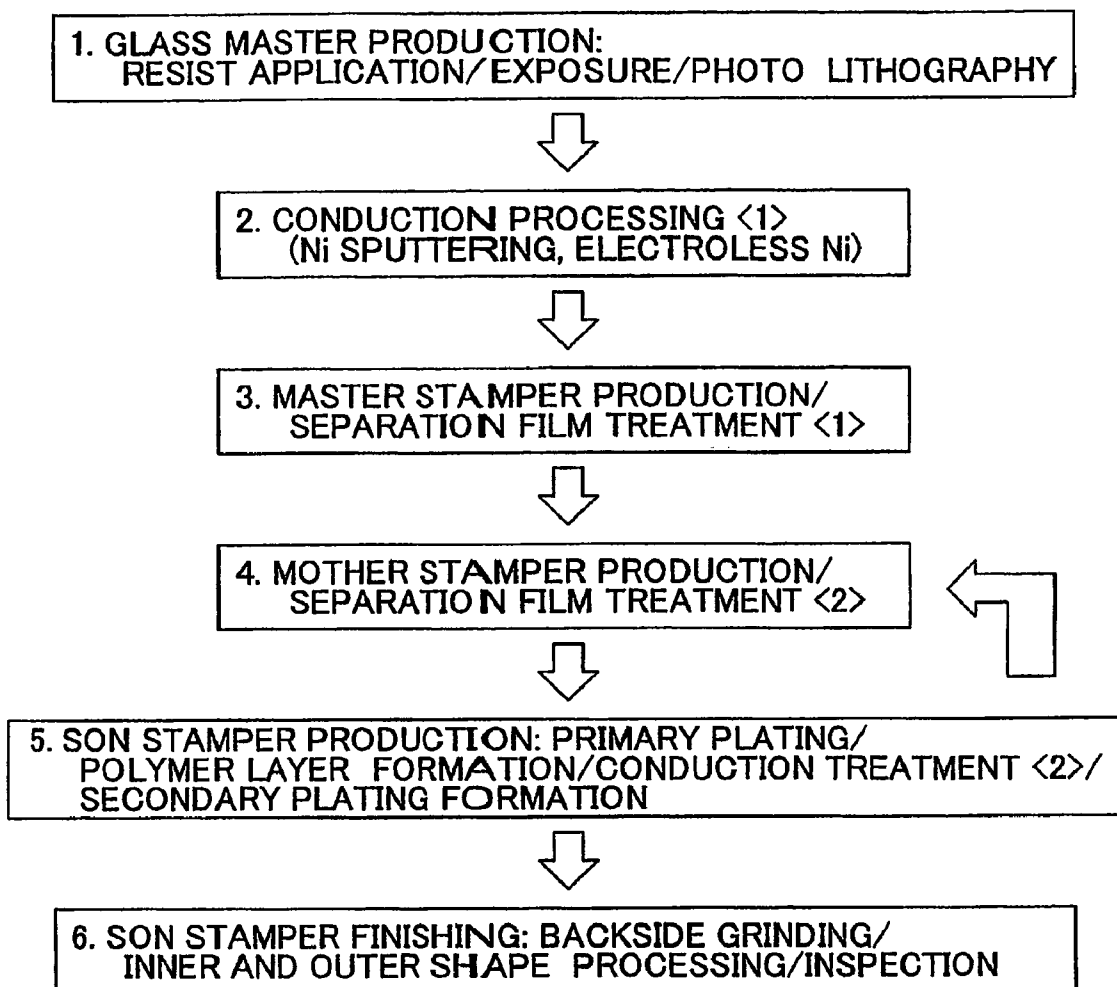 1. GLASS MASTER PRODUCTION:
RESIST APPLICATION/EXPOSURE/PHOTO LITHOGRAPHY
2. CONDUCTION PROCESSING <1>
(Ni SPUTTERING, ELECTROLESS Ni)
3. MASTER STAMPER PRODUCTION/
SEPARATION FILM TREATMENT <1>
4. MOTHER STAMPER PRODUCTION/
SEPARATION FILM TREATMENT <2>
5. SON STAMPER PRODUCTION: PRIMARY PLATING/
POLYMER LAYER FORMATION/CONDUCTION TREATMENT <2>/
SECONDARY PLATING FORMATION
6. SON STAMPER FINISHING: BACKSIDE GRINDING/
INNER AND OUTER SHAPE PROCESSING/INSPECTION